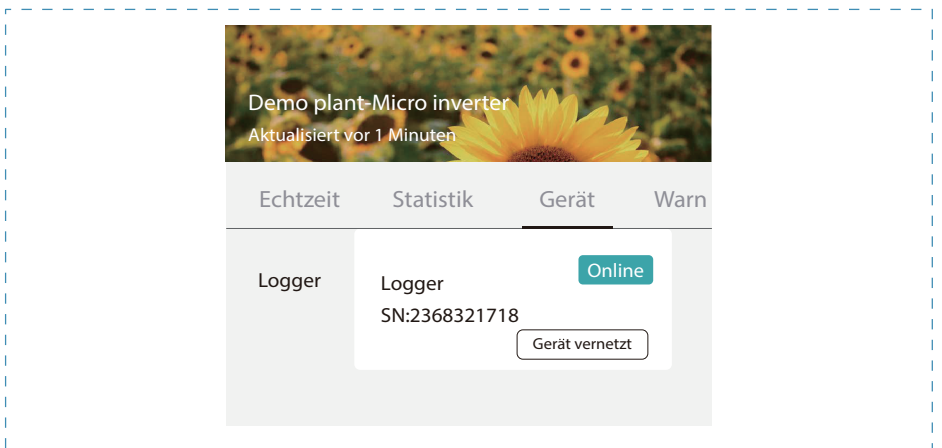 Demo plant-Micro inverter
Aktualisiert vor 1 Minuten
Echtzeit Statistik Gerät Warn
Logger
Logger
Online
SN:2368321718
Gerät vernetzt